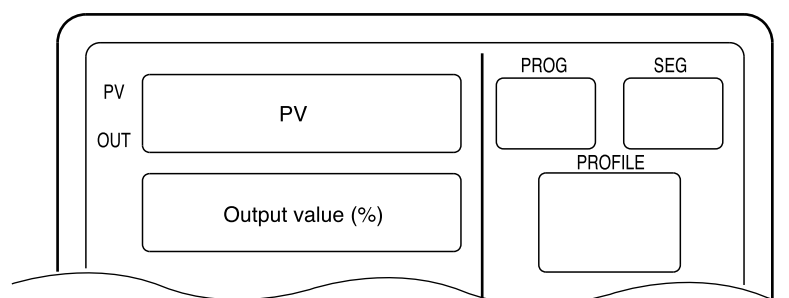 PROG SEG
PV
PV
OUT
PROFILE
Output value (%)